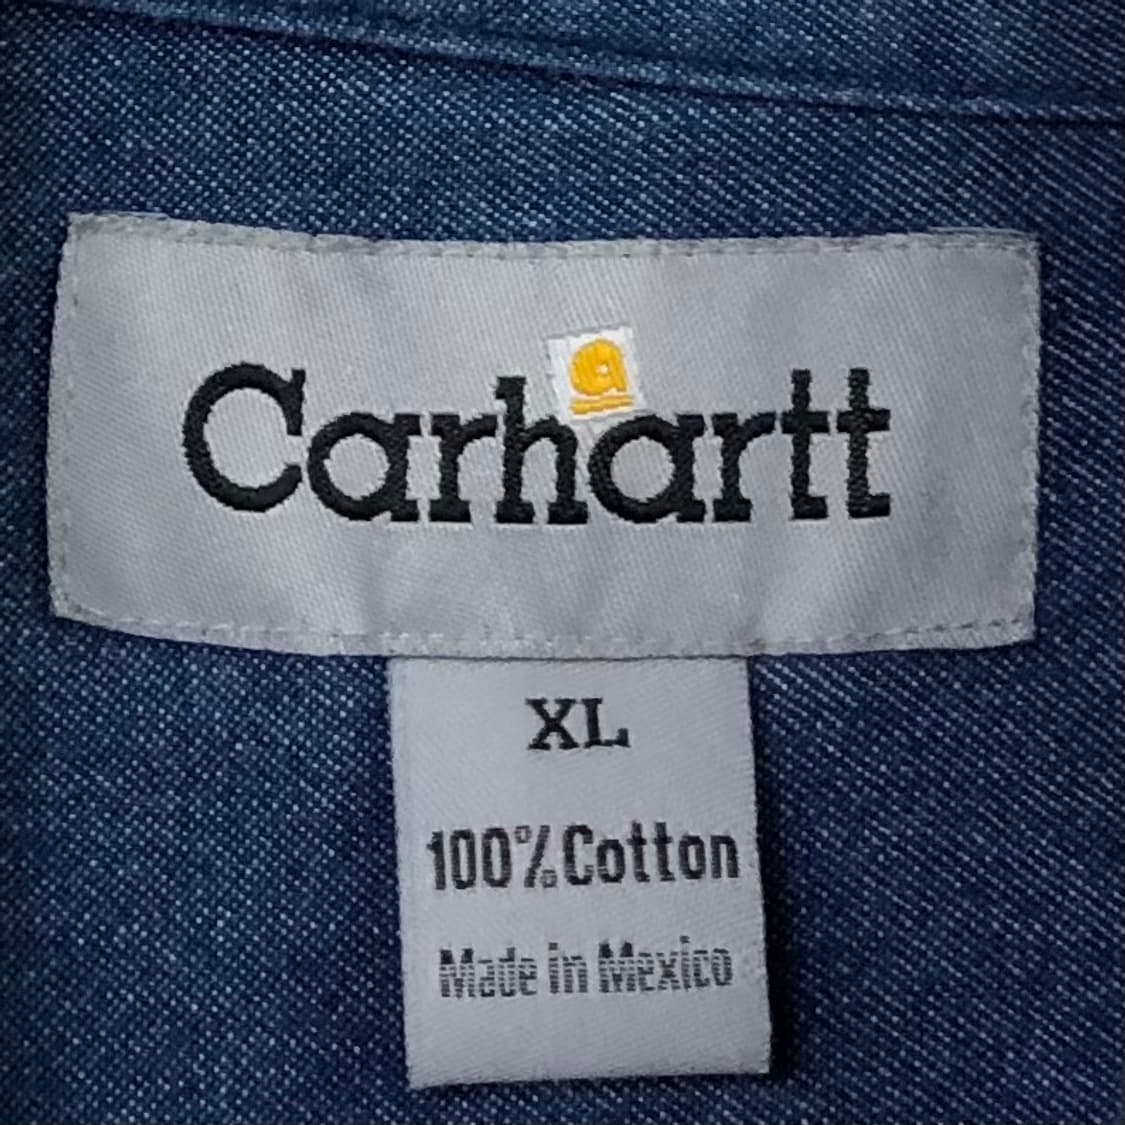 Carhartt
XL
100% Cotton
Made in Mexico